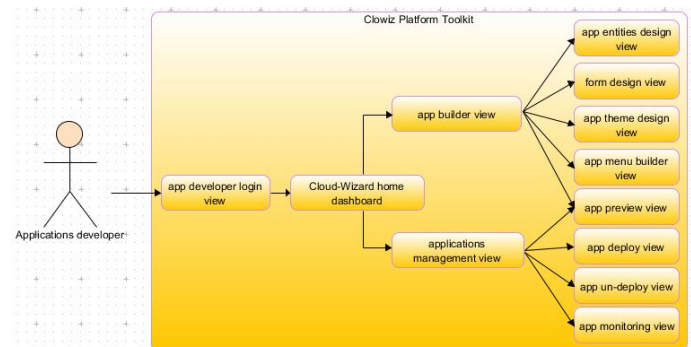 Clowiz Platform Toolkit
app entities design
view
form design view
app theme design
view
app builder view
app menu builder
view
app developer login
view
Cloud-Wizard home
dashboard
app preview view
Applications developer
applications
management view
app deploy view
app un-deploy view
app monitoring view